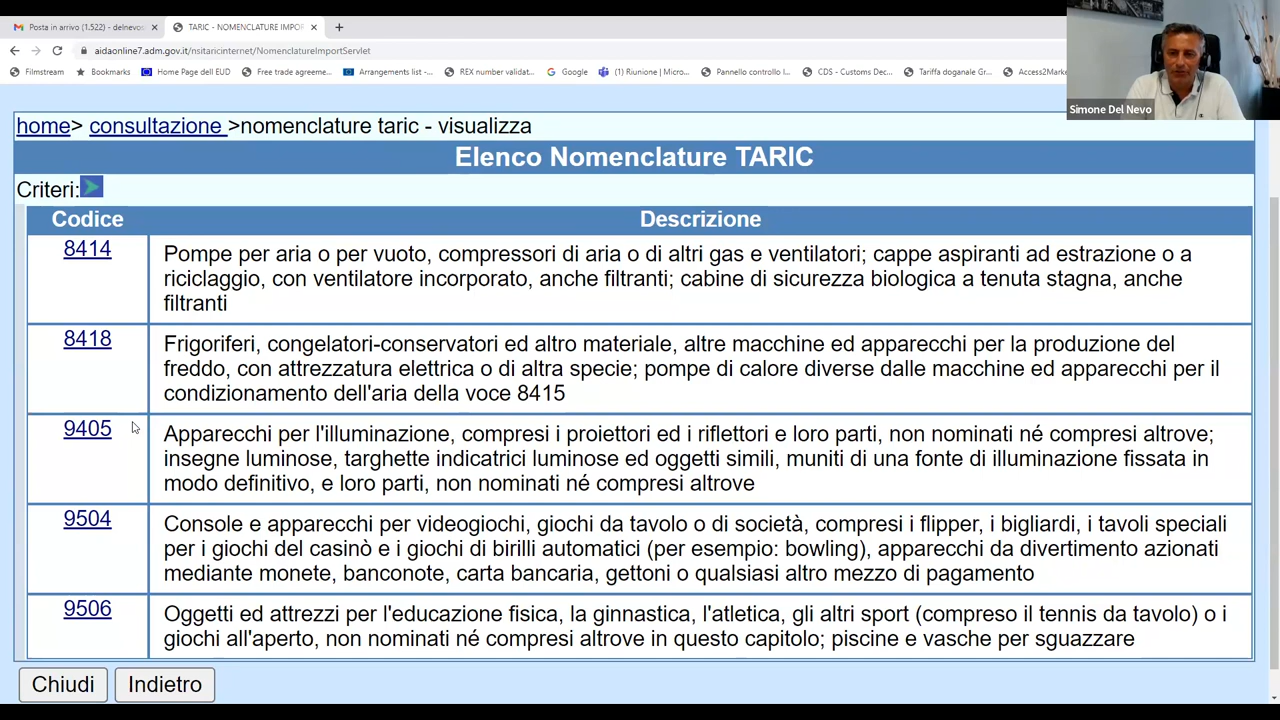 Posta in arrivo (1.522) - delnevos
TARIC - NOMENCLATURE IMPOR
aidaonline7.adm.gov.it/nsitaricinternet/NomenclatureImportServlet
Filmstream
Bookmarks
Home Page dell EUD
Free trade agreeme...
Arrangements list -...
REX number validat...
Google
(1) Riunione | Micro...
Pannello controllo I...
CDS - Customs Dec...
Tariffa doganale Gr...
Access2Market
Simone Del Nevo
home> consultazione >nomenclature taric - visualizza
Elenco Nomenclature TARIC
Criteri:
Codice
Descrizione
8414
Pompe per aria o per vuoto, compressori di aria o di altri gas e ventilatori; cappe aspiranti ad estrazione o a
riciclaggio, con ventilatore incorporato, anche filtranti; cabine di sicurezza biologica a tenuta stagna, anche
filtranti
8418
Frigoriferi, congelatori-conservatori ed altro materiale, altre macchine ed apparecchi per la produzione del
freddo, con attrezzatura elettrica o di altra specie; pompe di calore diverse dalle macchine ed apparecchi per il
condizionamento dell'aria della voce 8415
9405
Apparecchi per l'illuminazione, compresi i proiettori ed i riflettori e loro parti, non nominati né compresi altrove;
insegne luminose, targhette indicatrici luminose ed oggetti simili, muniti di una fonte di illuminazione fissata in
modo definitivo, e loro parti, non nominati né compresi altrove
9504
Console e apparecchi per videogiochi, giochi da tavolo o di società, compresi i flipper, i bigliardi, i tavoli speciali
per i giochi del casinò e i giochi di birilli automatici (per esempio: bowling), apparecchi da divertimento azionati
mediante monete, banconote, carta bancaria, gettoni o qualsiasi altro mezzo di pagamento
9506
Oggetti ed attrezzi per l'educazione fisica, la ginnastica, l'atletica, gli altri sport (compreso il tennis da tavolo) o i
giochi all'aperto, non nominati né compresi altrove in questo capitolo; piscine e vasche per sguazzare
Chiudi
Indietro